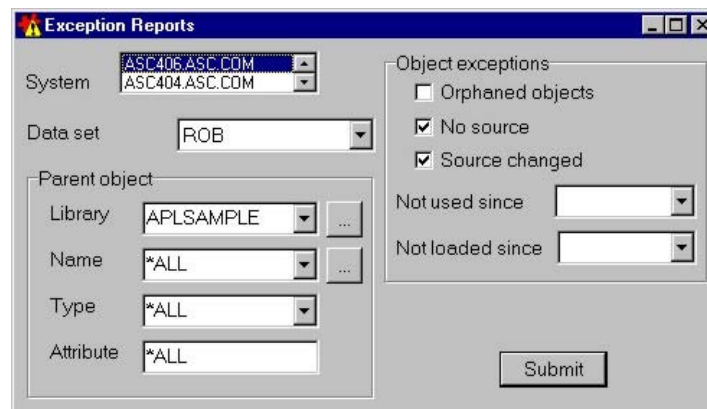 Exception Reports
System
ASC406.ASC.COM
ASC404.ASC.COM
Data set
ROB
Parent object
Library
APLSAMPLE
...
Name
*ALL
...
Type
*ALL
Attribute
*ALL
Object exceptions
Orphaned objects
No source
Source changed
Not used since
Not loaded since
Submit